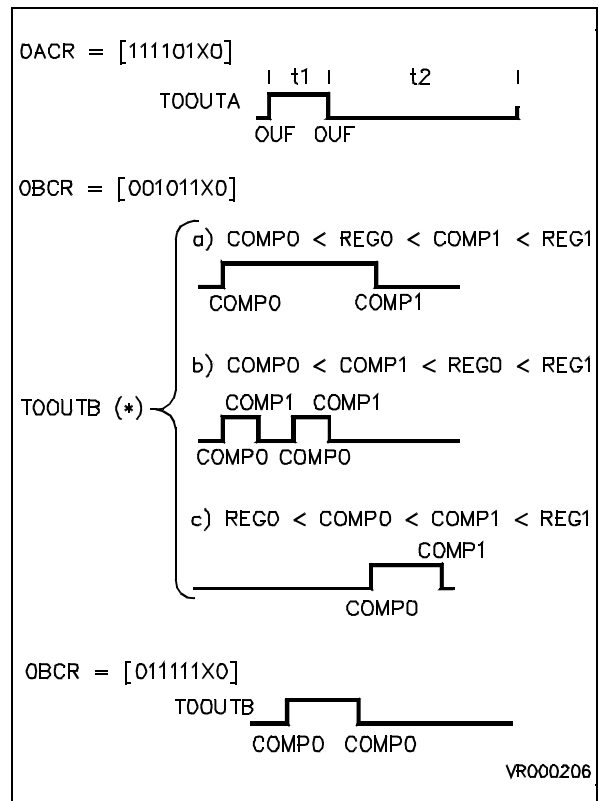 OACR = [111101X0]
t1 t2
TOOUTA
OUF OUF
OBCR = [001011X0]
a) COMP0 < REG0 < COMP1 < REG1
COMP0 COMP1
b) COMP0 < COMP1 < REG0 < REG1
TOOUTB (*)
COMP1 COMP1
COMP0 COMP0
c) REG0 < COMP0 < COMP1 < REG1
COMP1
COMP0
OBCR = [011111X0]
TOOUTB
COMP0 COMP0
VR000206